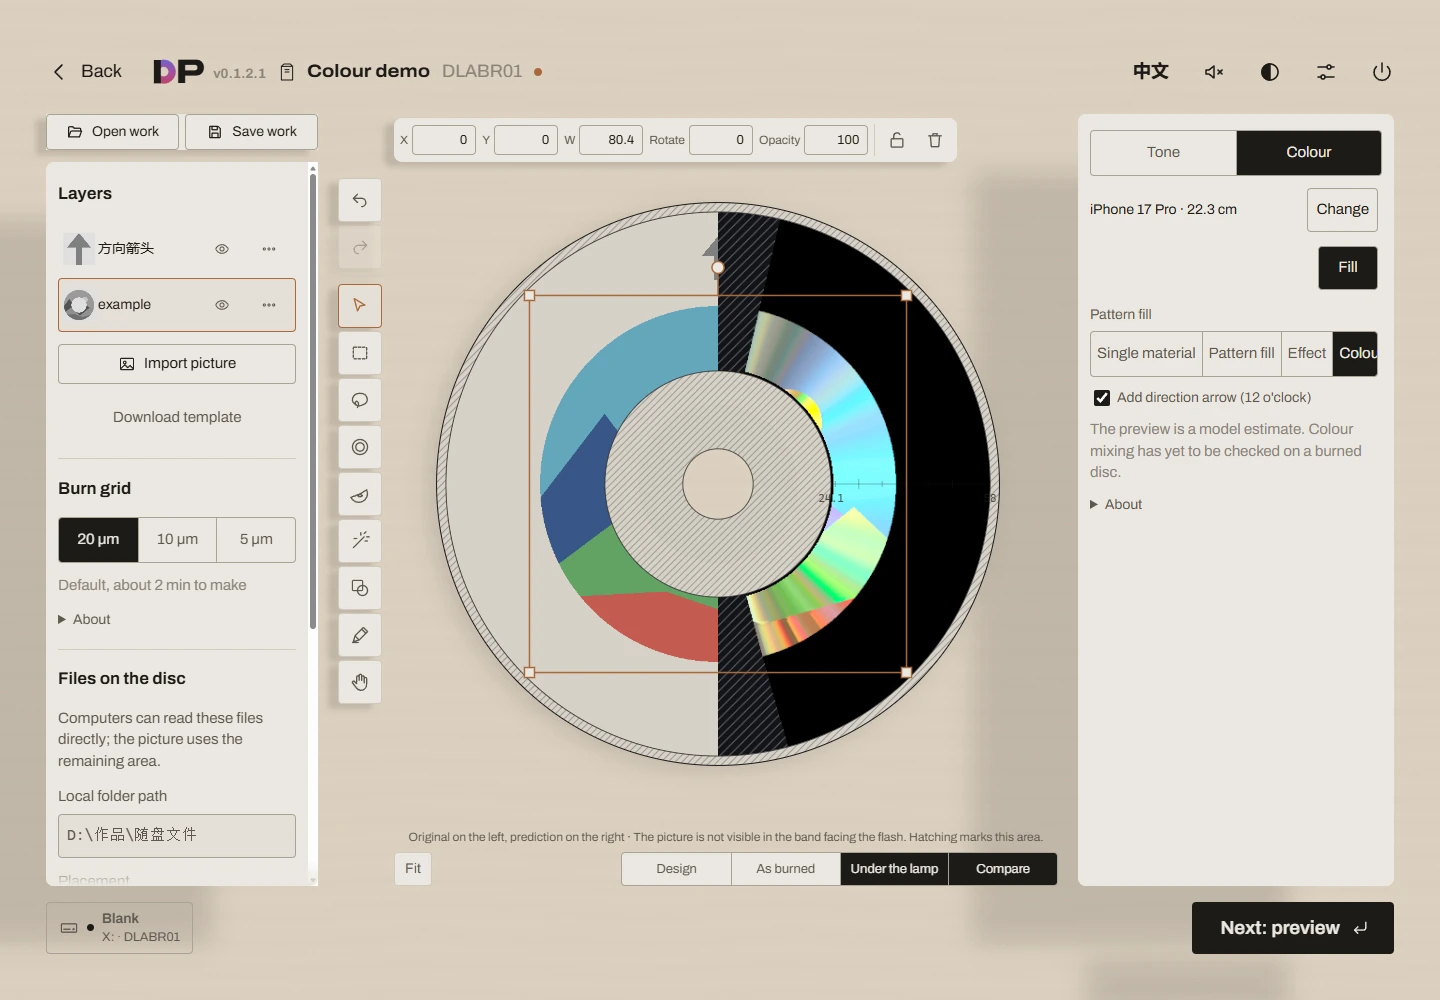 Back
DP v0.1.2.1
Colour demo DLABR01
中文
Open work
Save work
X 0 Y 0 W 80.4 Rotate 0 Opacity 100
Tone
Colour
Layers
方向箭头
example
Import picture
Download template
Burn grid
20 µm
10 µm
5 µm
Default, about 2 min to make
About
Files on the disc
Computers can read these files
directly; the picture uses the
remaining area.
Local folder path
D:\作品\随盘文件
Placement
24.1
58
iPhone 17 Pro · 22.3 cm
Change
Fill
Pattern fill
Single material
Pattern fill
Effect
Colou
Add direction arrow (12 o'clock)
The preview is a model estimate. Colour
mixing has yet to be checked on a burned
disc.
About
Original on the left, prediction on the right · The picture is not visible in the band facing the flash. Hatching marks this area.
Fit
Design
As burned
Under the lamp
Compare
Blank
X: · DLABR01
Next: preview